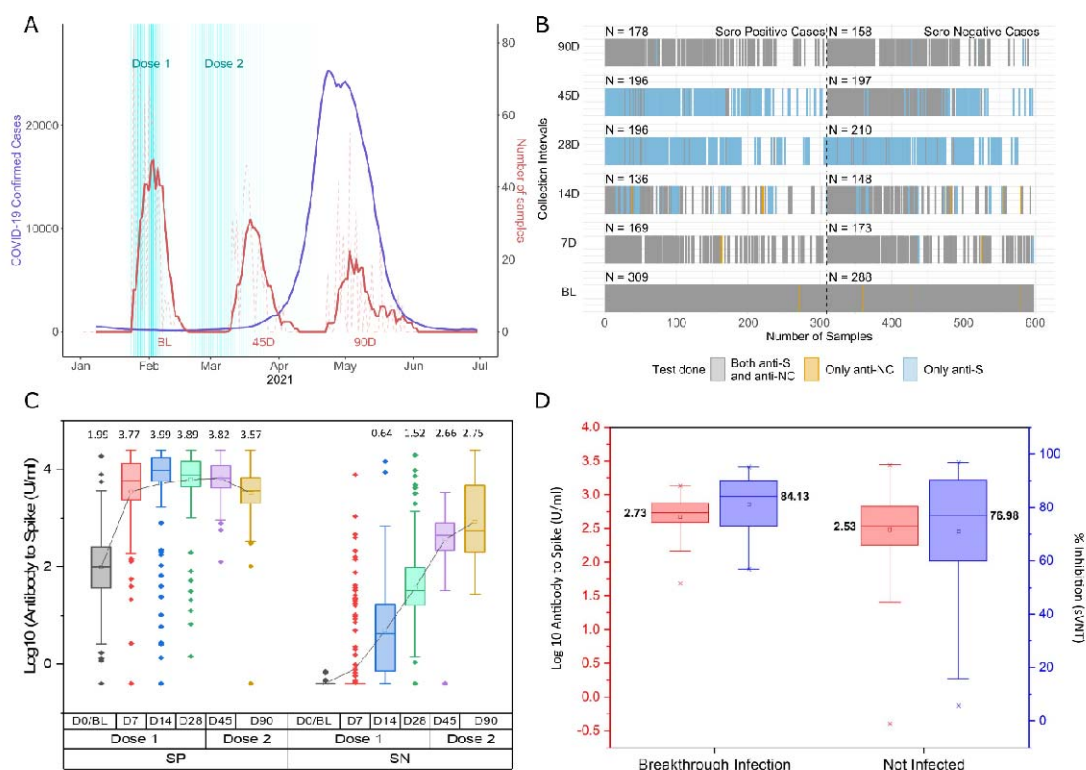 A
Dose 1
Dose 2
COVID-19 Confirmed Cases
20000
10000
0
Number of samples
80
60
40
20
0
BL
45D
90D
Jan
Feb
Mar
Apr
May
Jun
Jul
2021
B
Collection Intervals
N = 178
Sero Positive Cases
N = 158
Sero Negative Cases
90D
N = 196
N = 197
45D
N = 196
N = 210
28D
N = 136
N = 148
14D
N = 169
N = 173
7D
N = 309
N = 288
BL
0
100
200
300
400
500
600
Number of Samples
Test done
Both anti-S and anti-NC
Only anti-NC
Only anti-S
C
Log10 (Antibody to Spike (U/ml)
4
2
0
1.99
3.77
3.99
3.89
3.82
3.57
0.64
1.52
2.66
2.75
D0/BL
D7
D14
D28
D45
D90
D0/BL
D7
D14
D28
D45
D90
Dose 1
Dose 2
Dose 1
Dose 2
SP
SN
D
Log 10 Antibody to Spike (U/ml)
4.0
3.5
3.0
2.5
2.0
1.5
1.0
0.5
0.0
-0.5
2.73
84.13
2.53
76.98
100
80
60
40
20
0
% Inhibition (sVNT)
Breakthrough Infection
Not Infected